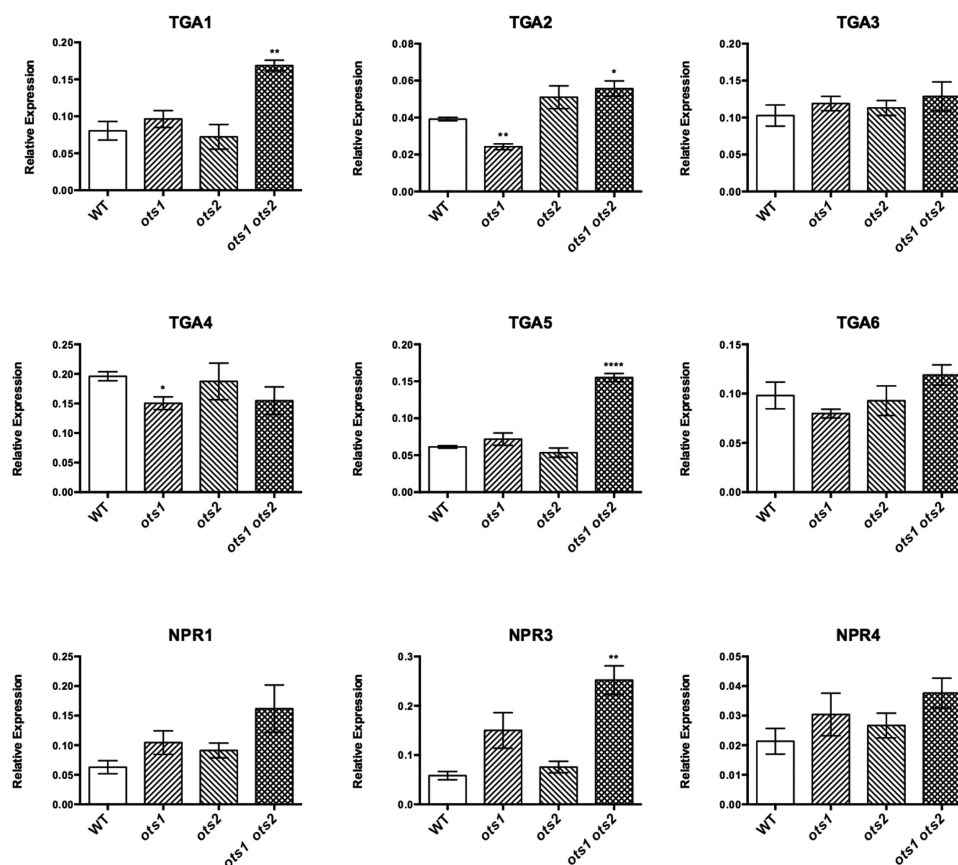 TGA1
Relative Expression
0.20
0.15
0.10
0.05
0.00
**
WT
ots1
ots2
ots1 ots2
TGA2
Relative Expression
0.08
0.06
0.04
0.02
0.00
**
*
WT
ots1
ots2
ots1 ots2
TGA3
Relative Expression
0.20
0.15
0.10
0.05
0.00
WT
ots1
ots2
ots1 ots2
TGA4
Relative Expression
0.25
0.20
0.15
0.10
0.05
0.00
*
WT
ots1
ots2
ots1 ots2
TGA5
Relative Expression
0.20
0.15
0.10
0.05
0.00
****
WT
ots1
ots2
ots1 ots2
TGA6
Relative Expression
0.15
0.10
0.05
0.00
WT
ots1
ots2
ots1 ots2
NPR1
Relative Expression
0.25
0.20
0.15
0.10
0.05
0.00
WT
ots1
ots2
ots1 ots2
NPR3
Relative Expression
0.3
0.2
0.1
0.0
**
WT
ots1
ots2
ots1 ots2
NPR4
Relative Expression
0.05
0.04
0.03
0.02
0.01
0.00
WT
ots1
ots2
ots1 ots2